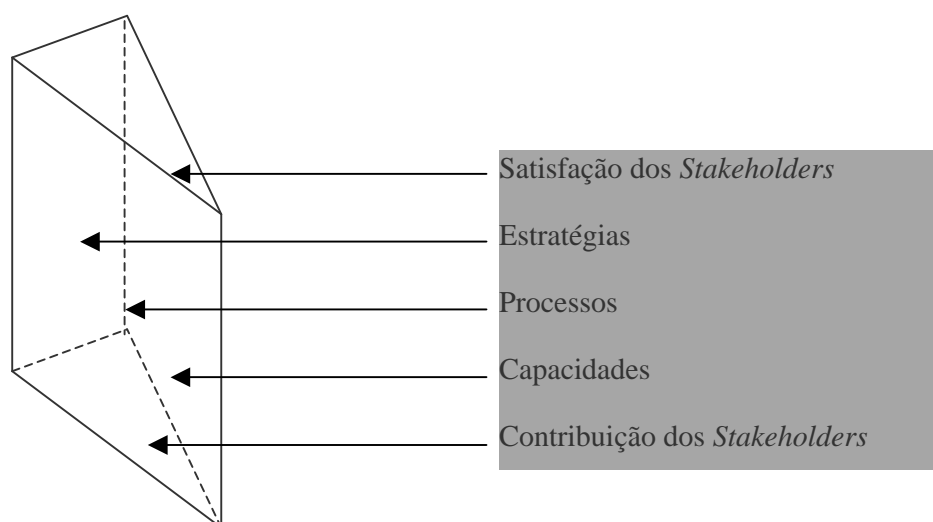 Satisfação dos Stakeholders
Estratégias
Processos
Capacidades
Contribuição dos Stakeholders